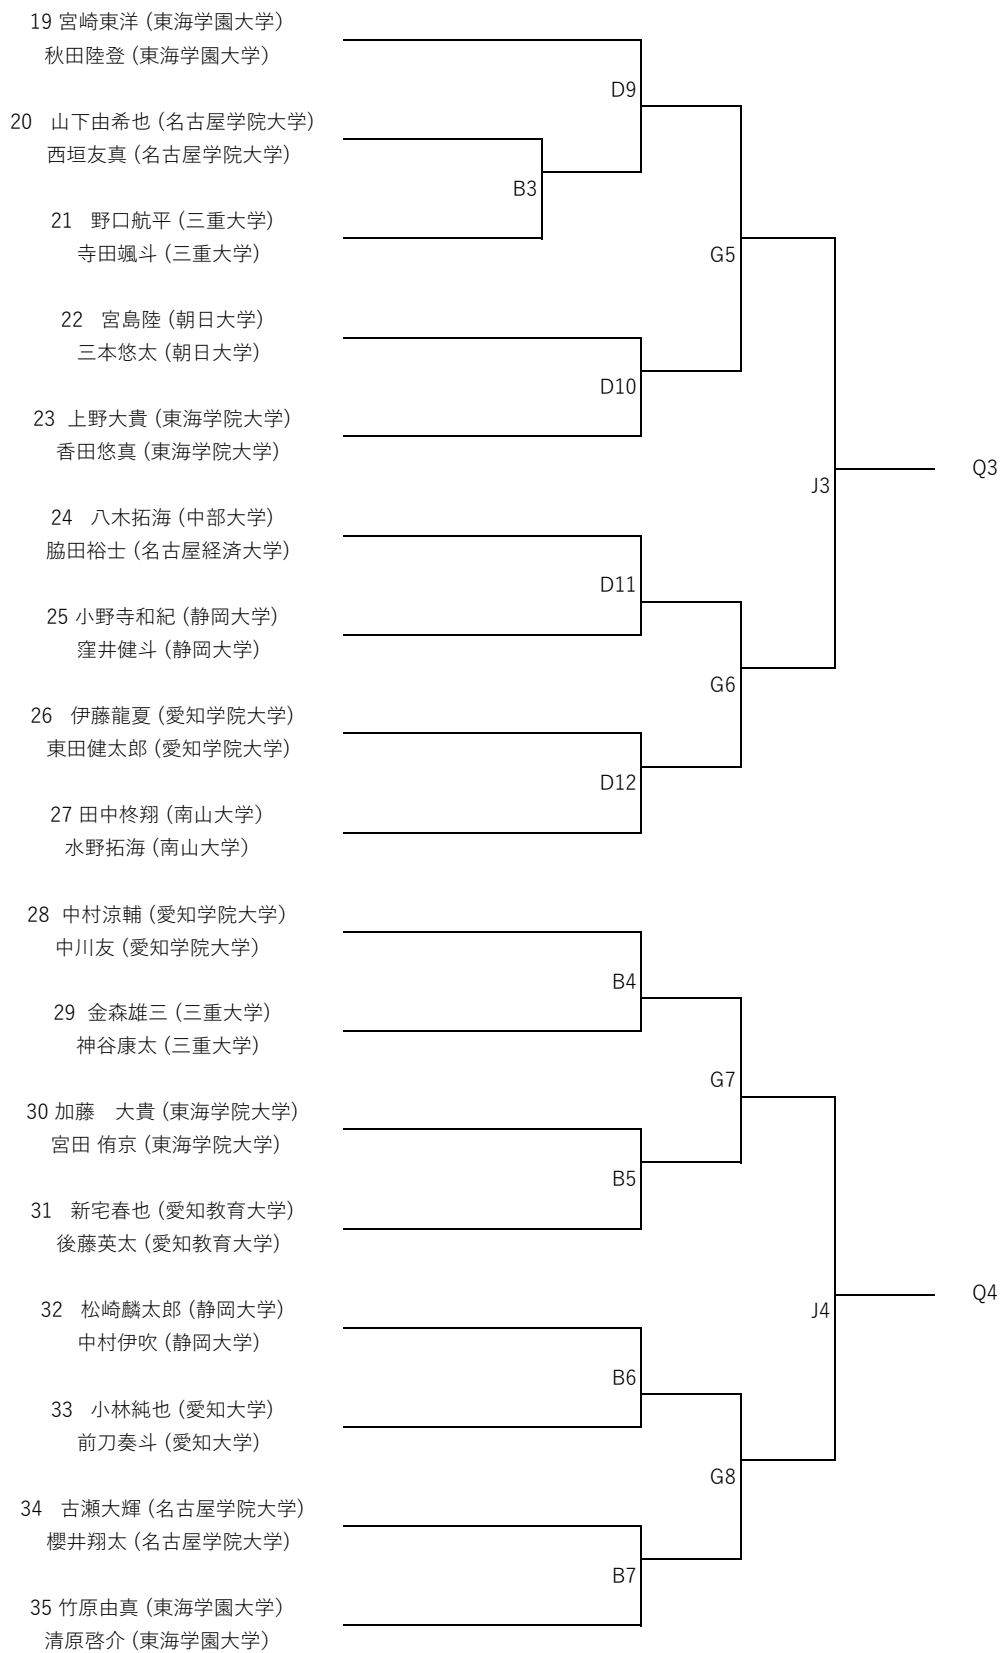 19 宮崎東洋 (東海学園大学)
秋田陸登 (東海学園大学)
D9
20 山下由希也 (名古屋学院大学)
西垣友真 (名古屋学院大学)
B3
21 野口航平 (三重大学)
寺田颯斗 (三重大学)
G5
22 宮島陸 (朝日大学)
三本悠太 (朝日大学)
D10
23 上野大貴 (東海学院大学)
香田悠真 (東海学院大学)
Q3
J3
24 八木拓海 (中部大学)
脇田裕士 (名古屋経済大学)
D11
25 小野寺和紀 (静岡大学)
窪井健斗 (静岡大学)
G6
26 伊藤龍夏 (愛知学院大学)
東田健太郎 (愛知学院大学)
D12
27 田中柊翔 (南山大学)
水野拓海 (南山大学)
28 中村涼輔 (愛知学院大学)
中川友 (愛知学院大学)
B4
29 金森雄三 (三重大学)
神谷康太 (三重大学)
G7
30 加藤　大貴 (東海学院大学)
宮田 侑京 (東海学院大学)
B5
31 新宅春也 (愛知教育大学)
後藤英太 (愛知教育大学)
Q4
32 松崎麟太郎 (静岡大学)
J4
中村伊吹 (静岡大学)
B6
33 小林純也 (愛知大学)
前刀奏斗 (愛知大学)
G8
34 古瀬大輝 (名古屋学院大学)
櫻井翔太 (名古屋学院大学)
B7
35 竹原由真 (東海学園大学)
清原啓介 (東海学園大学)